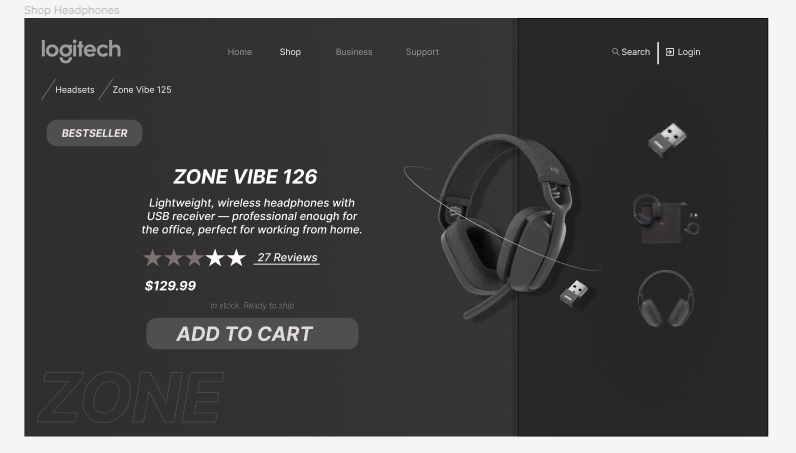 Shop Headphones
logitech
Home Shop Business Support
Search Login
Headsets Zone Vibe 125
BESTSELLER
ZONE VIBE 126
Lightweight, wireless headphones with
USB receiver — professional enough for
the office, perfect for working from home.
27 Reviews
$129.99
in stock. Ready to ship
ADD TO CART
ZONE